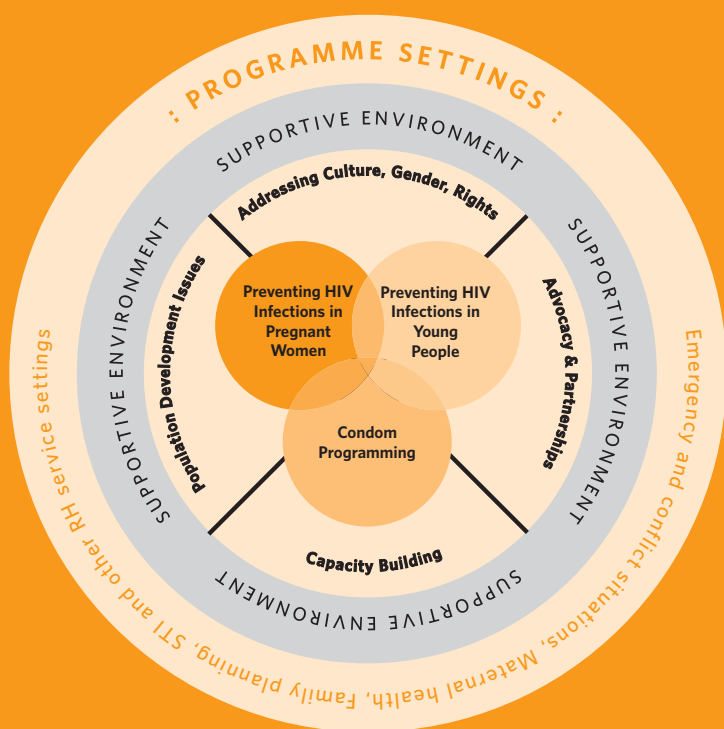 : PROGRAMME SETTINGS :
SUPPORTIVE ENVIRONMENT
Addressing Culture, Gender, Rights
SUPPORTIVE ENVIRONMENT
SUPPORTIVE ENVIRONMENT
Population Development Issues
Preventing HIV
Infections in
Pregnant
Women
Preventing HIV
Infections in
Young
People
Advocacy & Partnerships
Condom
Programming
Capacity Building
SUPPORTIVE ENVIRONMENT
Emergency and conflict situations, Maternal health, Family planning, STI and other RH service settings